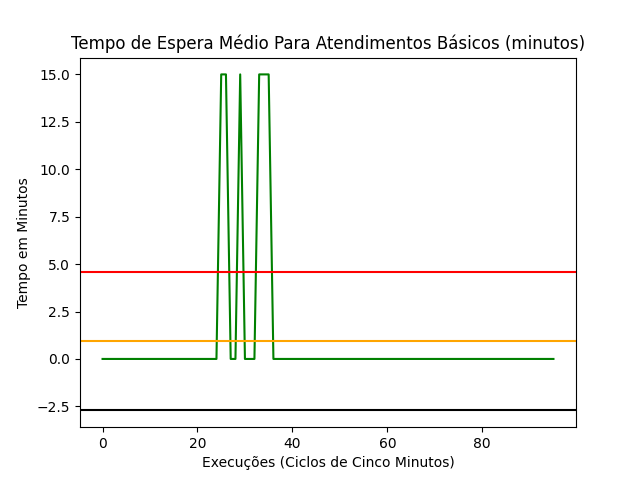 Tempo de Espera Médio Para Atendimentos Básicos (minutos)
15.0
12.5
10.0
7.5
5.0
2.5
0.0
−2.5
Tempo em Minutos
0 20 40 60 80
Execuções (Ciclos de Cinco Minutos)